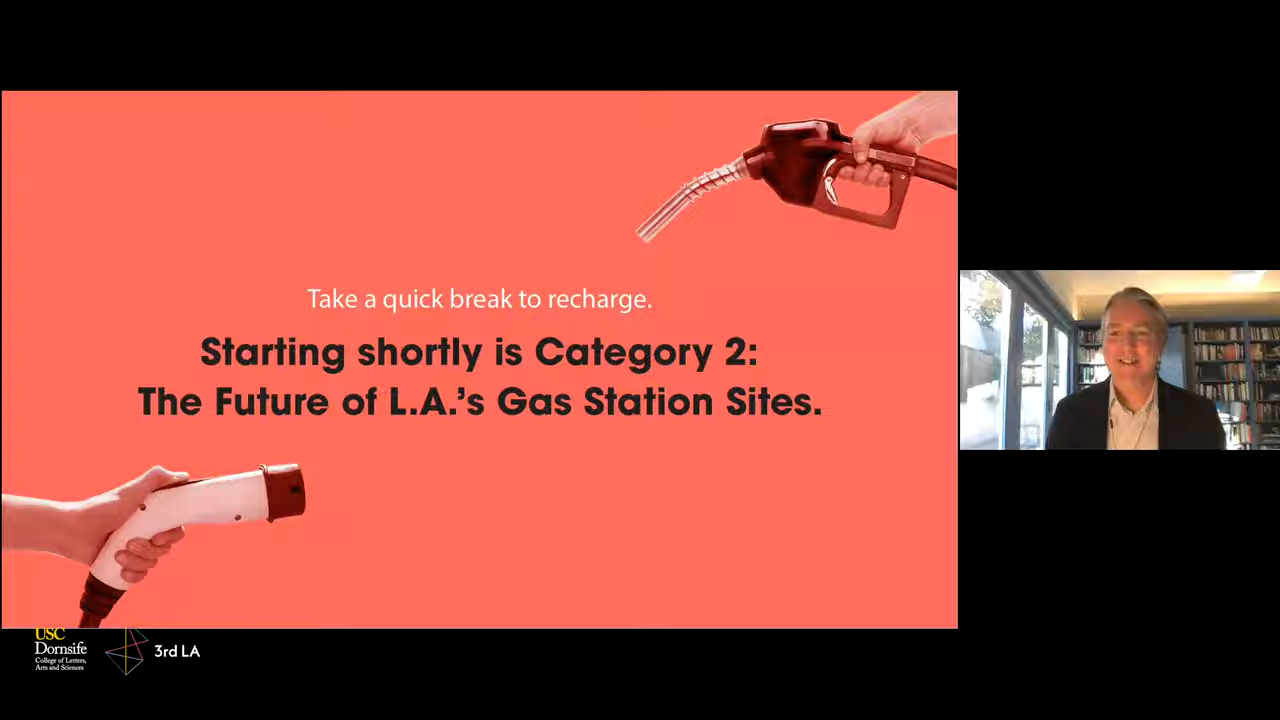 Take a quick break to recharge.
Starting shortly is Category 2:
The Future of L.A.’s Gas Station Sites.
USC
Dornsife
College of Letters,
Arts and Sciences
3rd LA